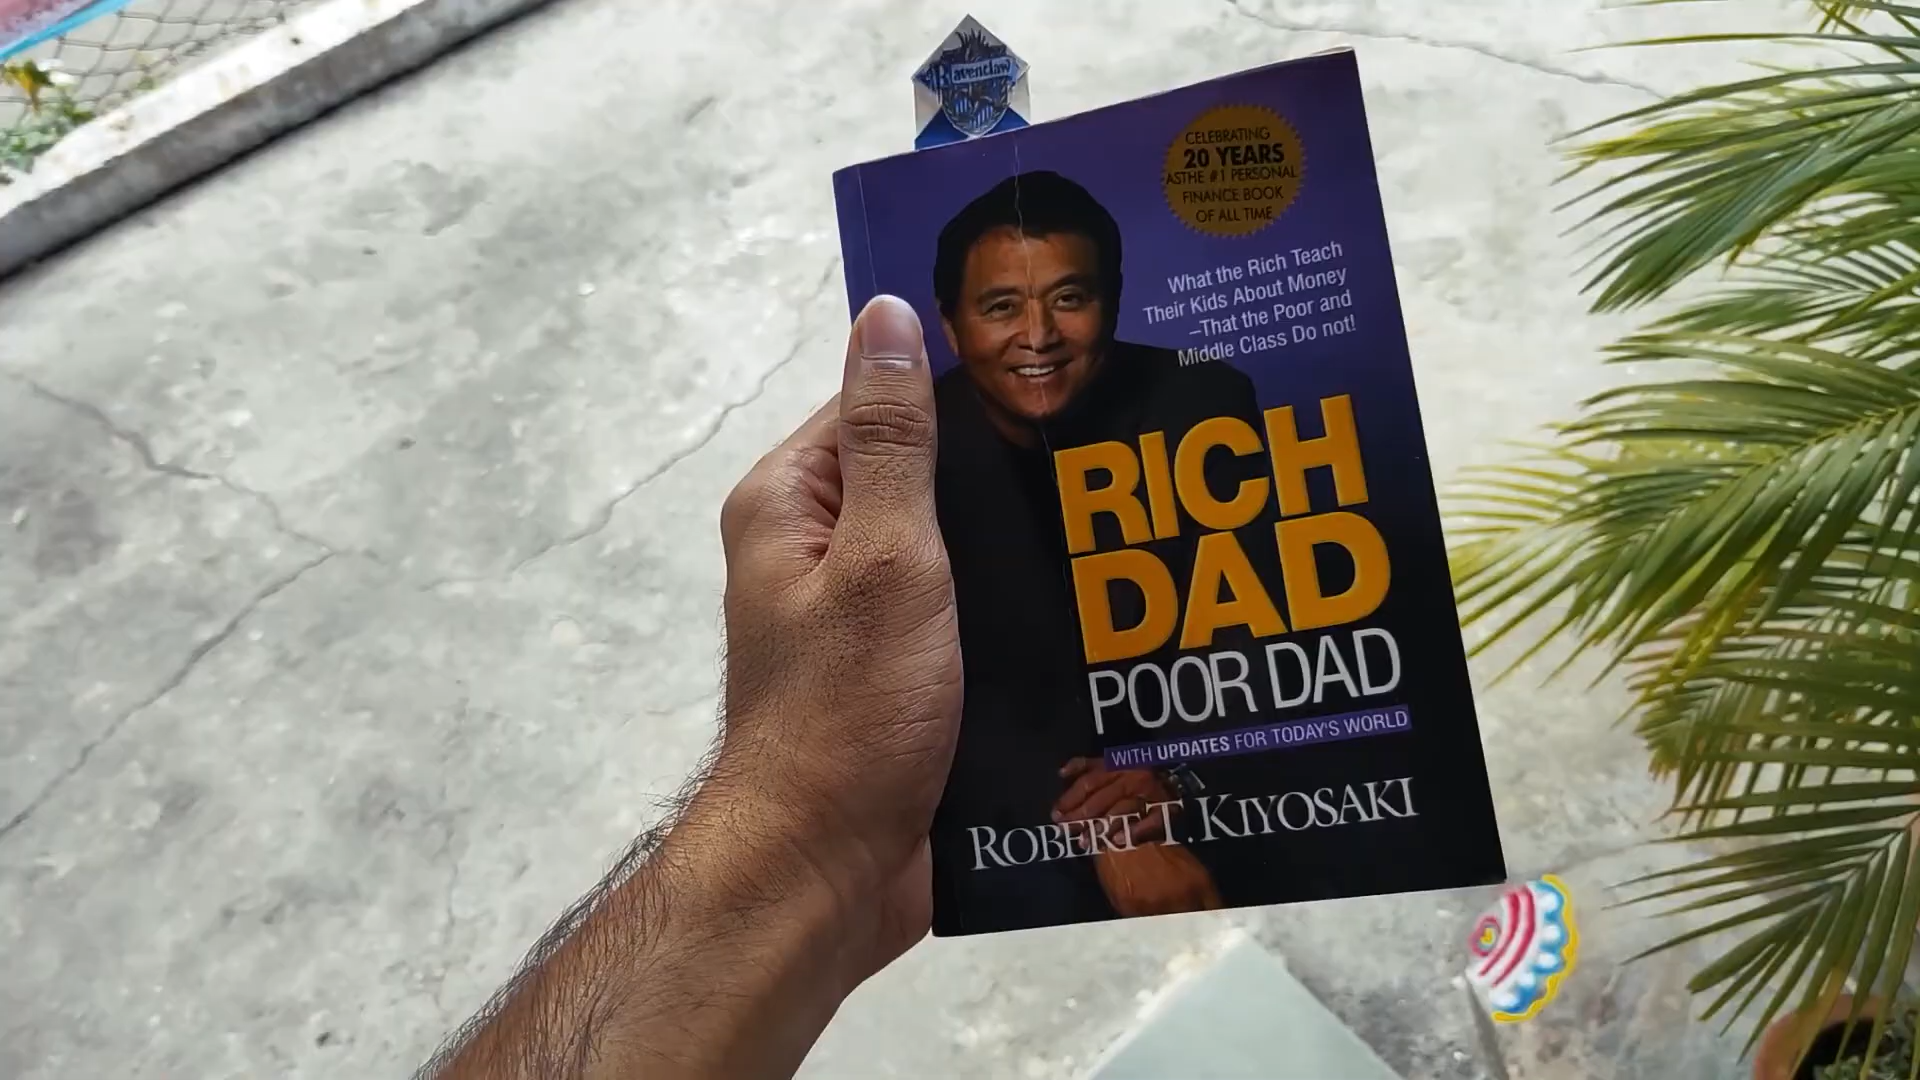 Ravenclaw
CELEBRATING
20 YEARS
ASTHE #1 PERSONAL
FINANCE BOOK
OF ALL TIME
What the Rich Teach
Their Kids About Money
–That the Poor and
Middle Class Do not!
RICH
DAD
POOR DAD
WITH UPDATES FOR TODAY'S WORLD
ROBERT T. KIYOSAKI